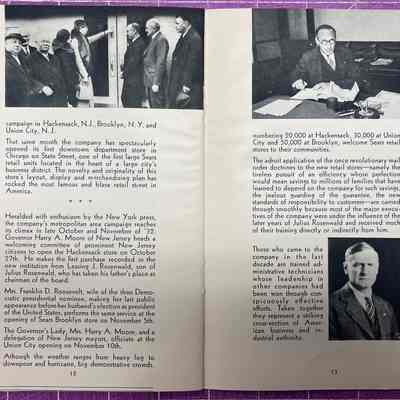 campaign in Hackensack, N.J., Brooklyn, N. Y. and
Union City, N. J.
That same month the company has spectacularly
opened its first downtown department store in
Chicago on State Street, one of the first large Sears
retail units located in the heart of a large city's
business district. The novelty and originality of this
store's layout, display and merchandising plan has
rocked the most famous and blase retail street in
America.
* * *
Heralded with enthusiasm by the New York press,
the company's metropolitan area campaign reaches
its climax in late October and November of '32.
Governor Harry A. Moore of New Jersey heads a
welcoming committee of prominent New Jersey
citizens to open the Hackensack store on October
27th. He makes the first purchase recorded in the
new institution from Lessing J. Rosenwald, son of
Julius Rosenwald, who has taken his father's place as
chairman of the board.
Mrs. Franklin D. Roosevelt, wife of the then Democratic
presidential nominee, making her last public
appearance before her husband's election as president
of the United States, performs the same service at the
opening of Sears Brooklyn store on November 5th.
The Governor's Lady, Mrs. Harry A. Moore, and a
delegation of New Jersey mayors, officiate at the
Union City opening on November 10th.
Although the weather ranges from heavy fog to
downpour and hurricane, big demonstrative crowds,
12
numbering 20,000 at Hackensack, 30,000 at Union
City and 50,000 at Brooklyn, welcome Sears retail
stores to their communities.
The adroit application of the once revolutionary mail
order doctrines to the new retail stores—namely the
tireless pursuit of an efficiency whose perfection
would mean savings to millions of families that have
learned to depend on the company for such savings,
the jealous guarding of the guarantee, the new
standards of responsibility to customers—are carried
through smoothly because most of the major executives
of the company were under the influence of the
later years of Julius Rosenwald and received much
of their training directly or indirectly from him.
Those who came to
the company in the
last decade are trained
administrative technicians
whose leadership in
other companies had
been won through conspicuously
effective
efforts. Taken together
they represent a striking
cross-section of American
business and industrial
authority.
13